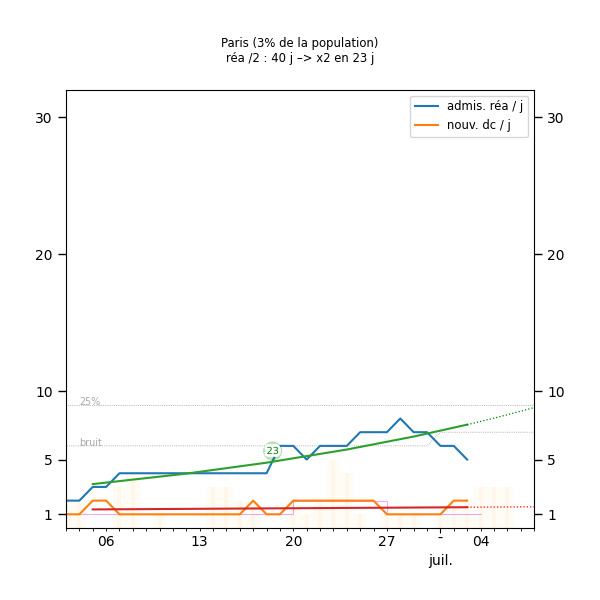 Paris (3% de la population)
réa /2 : 40 j –> x2 en 23 j
admis. réa / j
nouv. dc / j
30 30
20 20
10 10
25%
bruit
23
5 5
1 1
06 13 20 27 - 04
juil.